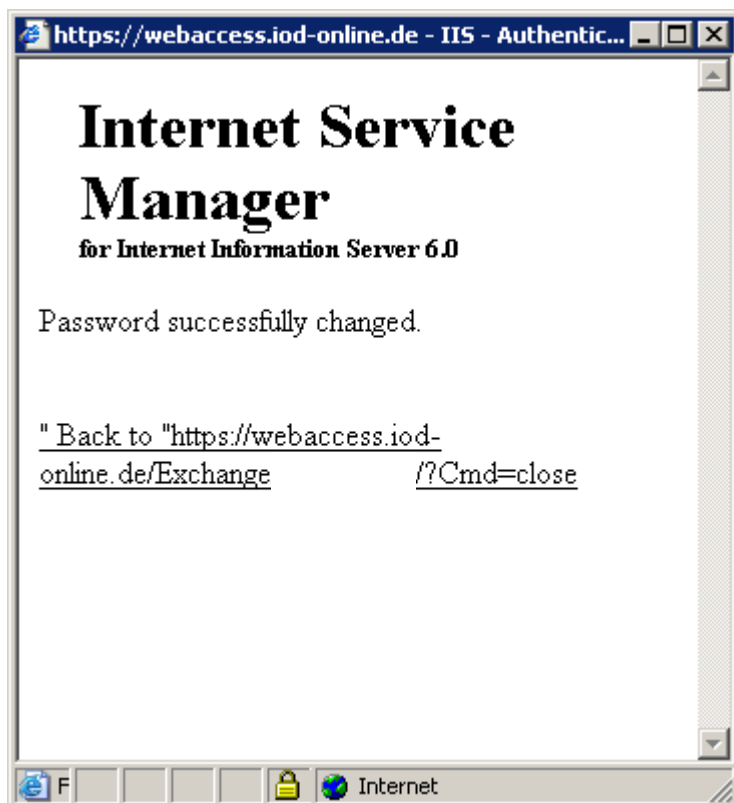 https://webaccess.iod-online.de - IIS - Authentic...
Internet Service
Manager
for Internet Information Server 6.0
Password successfully changed.
" Back to "https://webaccess.iod-
online.de/Exchange /?Cmd=close
F
Internet